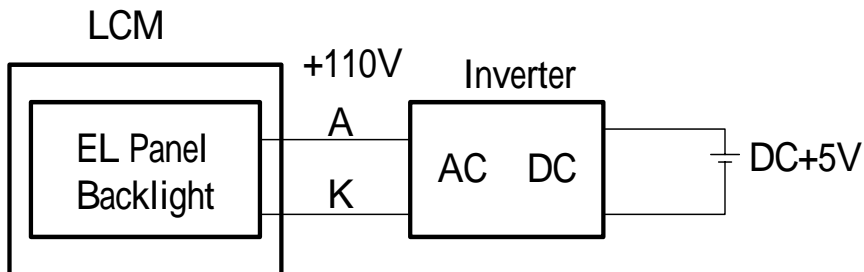 LCM
+110V
Inverter
A
EL Panel
Backlight
AC DC
DC+5V
K